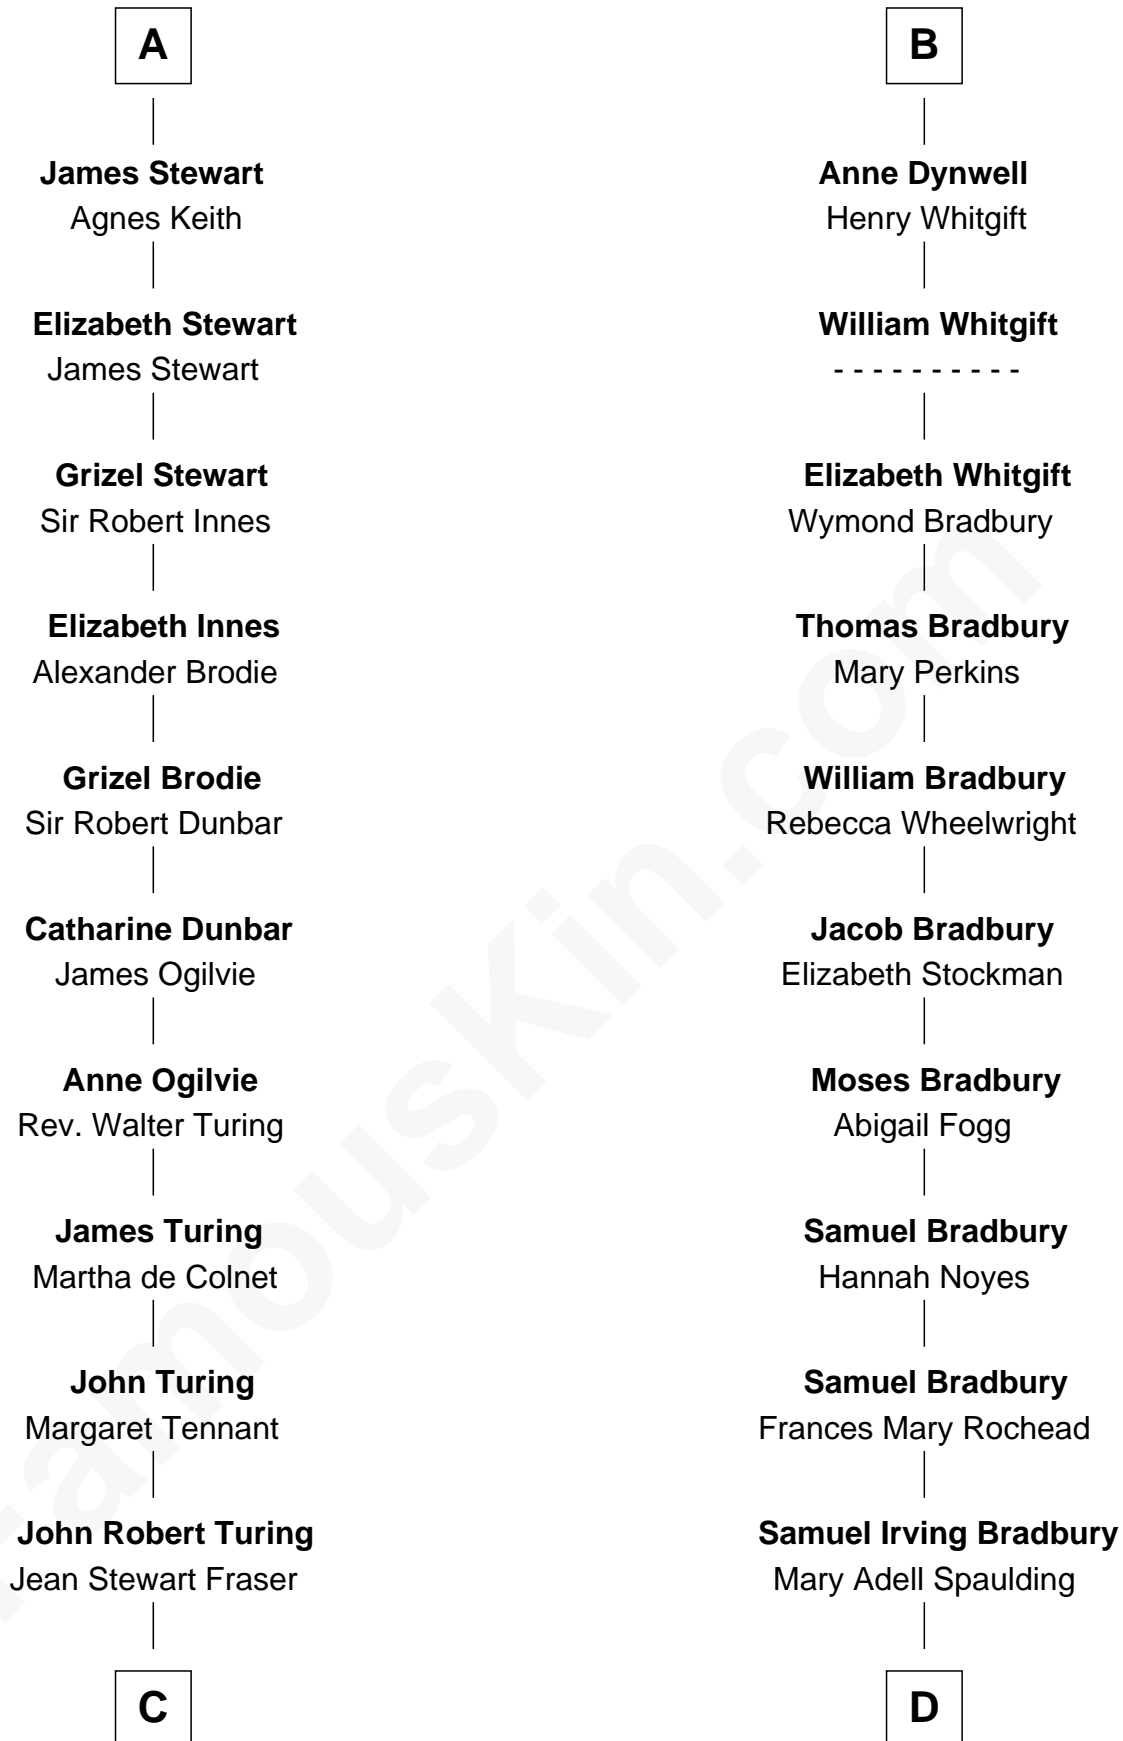 A
James Stewart
Agnes Keith
Elizabeth Stewart
James Stewart
Grizel Stewart
Sir Robert Innes
Elizabeth Innes
Alexander Brodie
Grizel Brodie
Sir Robert Dunbar
Catharine Dunbar
James Ogilvie
Anne Ogilvie
Rev. Walter Turing
James Turing
Martha de Colnet
John Turing
Margaret Tennant
John Robert Turing
Jean Stewart Fraser
C
B
Anne Dynwell
Henry Whitgift
William Whitgift
- - - - - - - - - -
Elizabeth Whitgift
Wymond Bradbury
Thomas Bradbury
Mary Perkins
William Bradbury
Rebecca Wheelwright
Jacob Bradbury
Elizabeth Stockman
Moses Bradbury
Abigail Fogg
Samuel Bradbury
Hannah Noyes
Samuel Bradbury
Frances Mary Rochead
Samuel Irving Bradbury
Mary Adell Spaulding
D
FamousKin.com